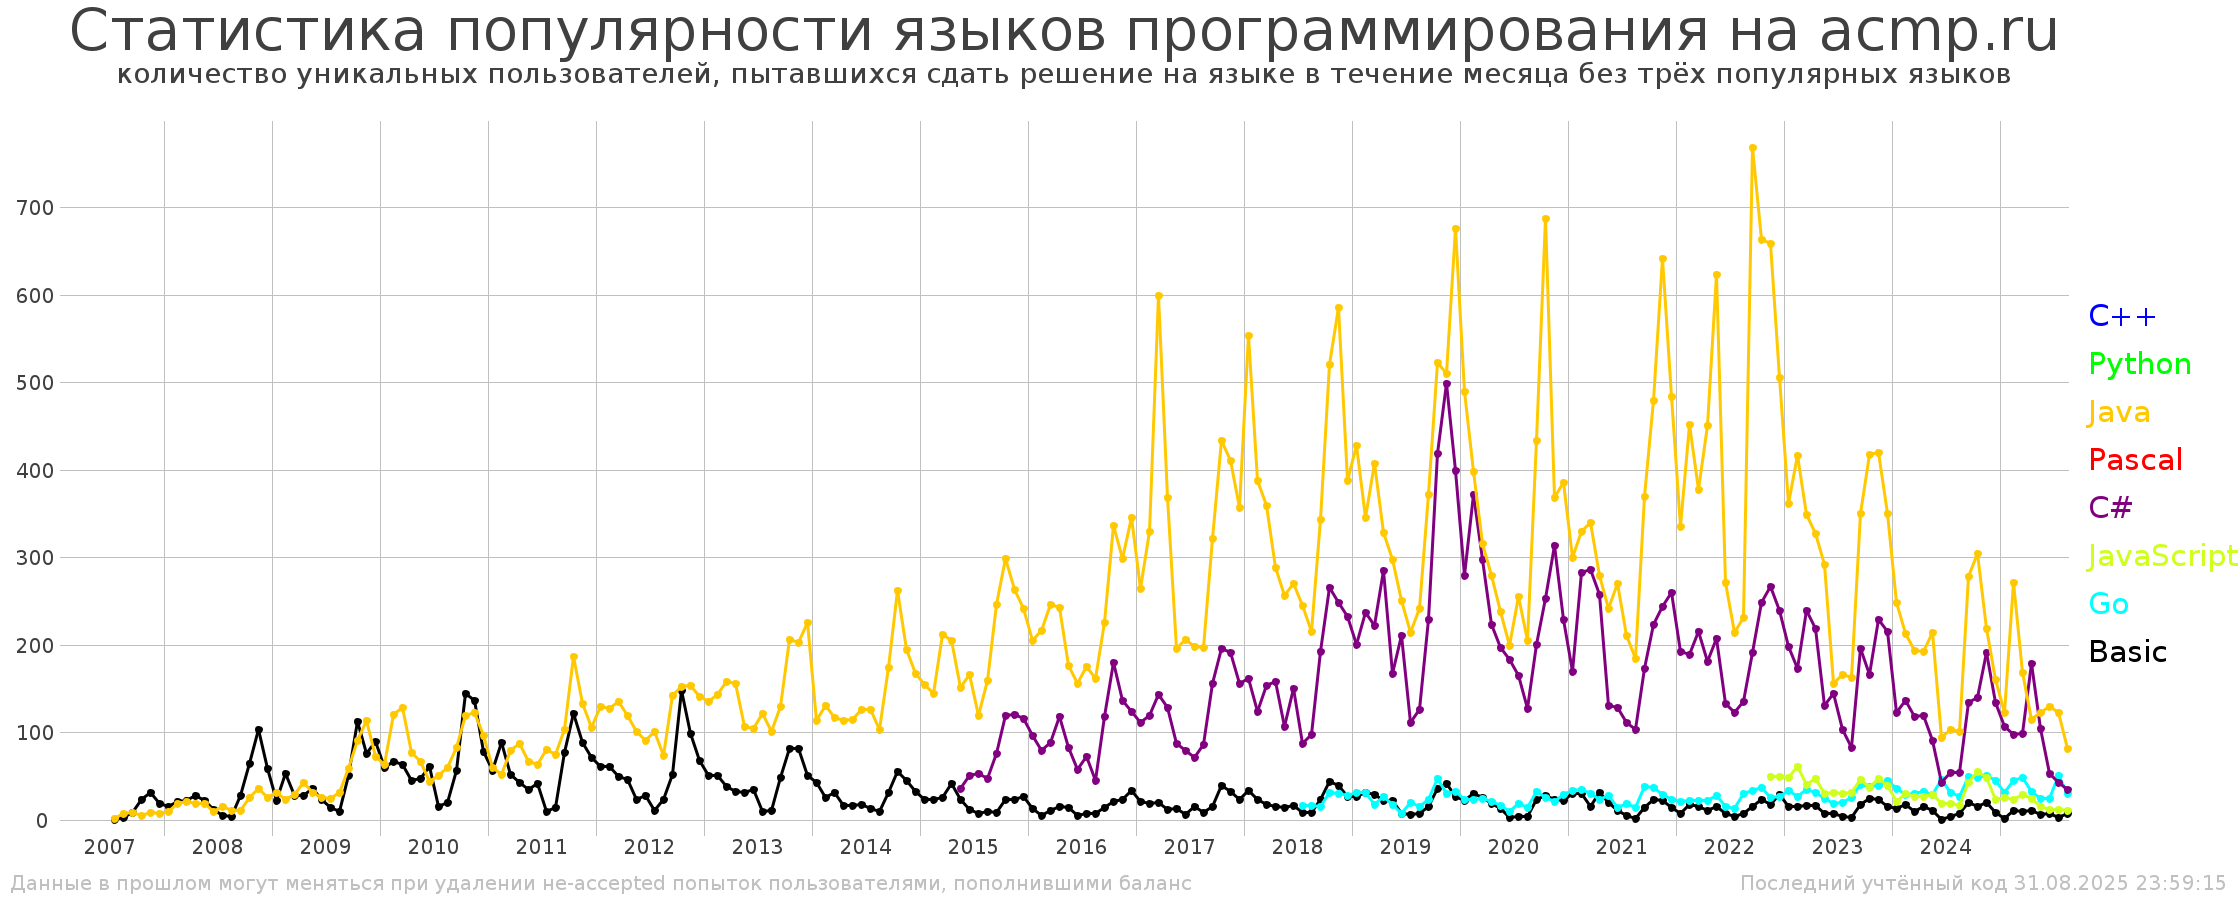 Статистика популярности языков программирования на acmp.ru
количество уникальных пользователей, пытавшихся сдать решение на языке в течение месяца без трёх популярных языков
700
600
500
400
300
200
100
0
2007 2008 2009 2010 2011 2012 2013 2014 2015 2016 2017 2018 2019 2020 2021 2022 2023 2024
C++
Python
Java
Pascal
C#
JavaScript
Go
Basic
Данные в прошлом могут меняться при удалении не-accepted попыток пользователями, пополнившими баланс
Последний учтённый код 31.08.2025 23:59:15